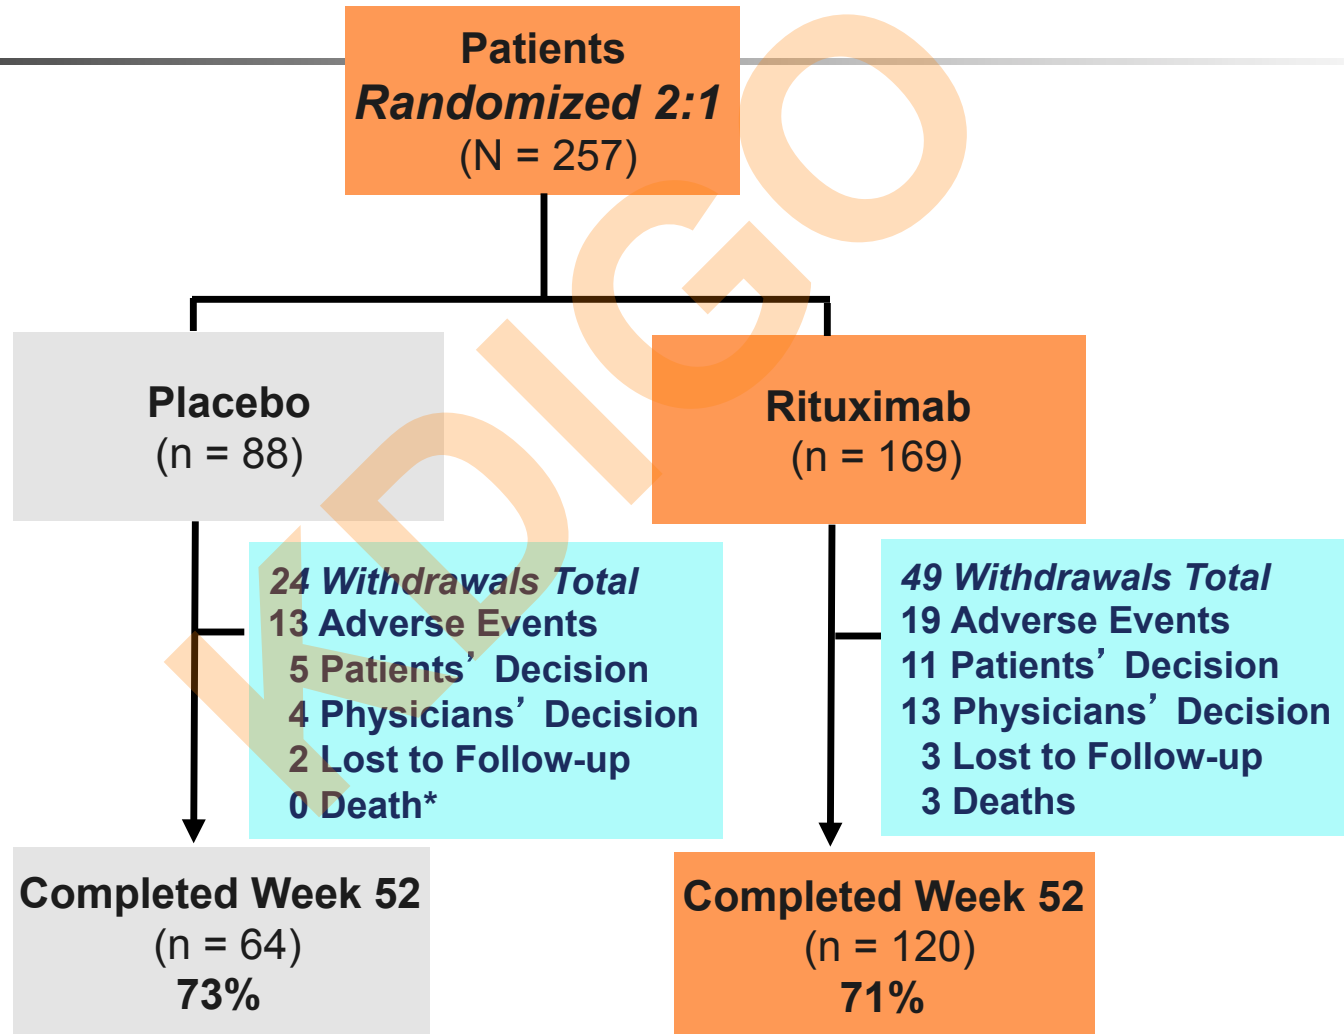 Patients
Randomized 2:1
(N = 257)
Placebo
(n = 88)
Rituximab
(n = 169)
24 Withdrawals Total
13 Adverse Events
5 Patients’ Decision
4 Physicians’ Decision
2 Lost to Follow-up
0 Death*
49 Withdrawals Total
19 Adverse Events
11 Patients’ Decision
13 Physicians’ Decision
3 Lost to Follow-up
3 Deaths
Completed Week 52
(n = 64)
73%
Completed Week 52
(n = 120)
71%
KDIGO